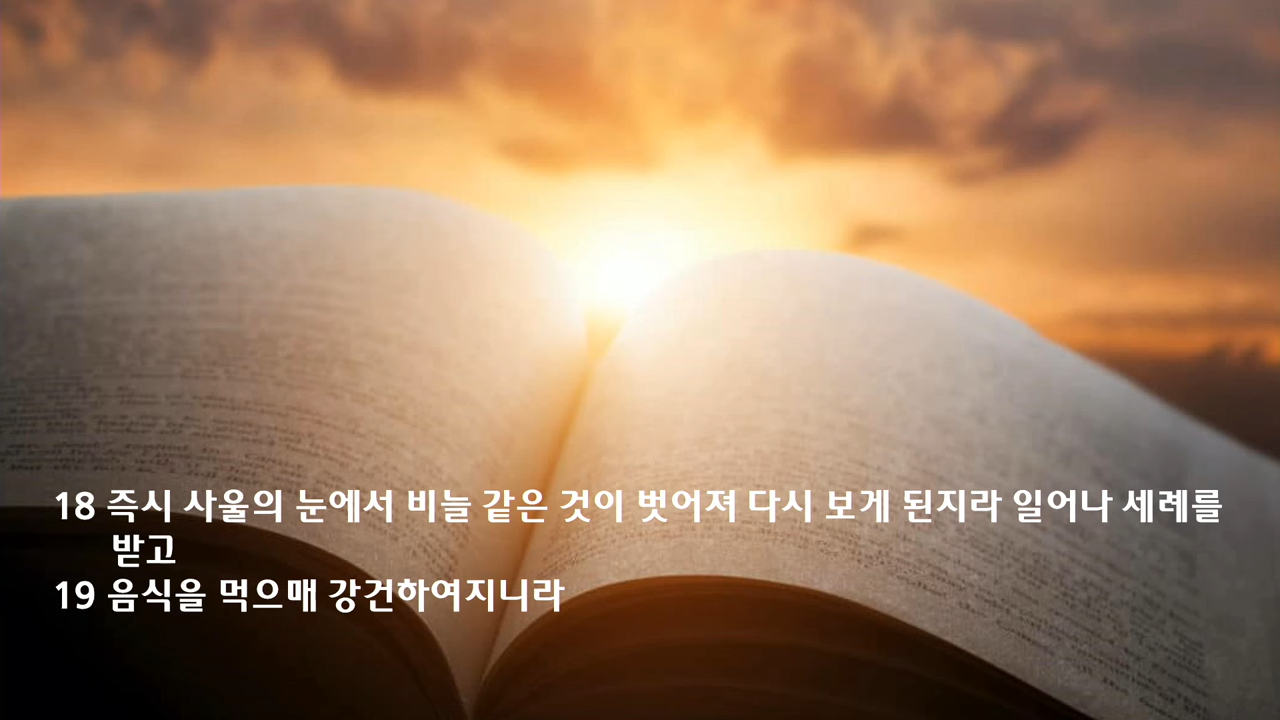 18 즉시 사울의 눈에서 비늘 같은 것이 벗어져 다시 보게 된지라 일어나 세례를
받고
19 음식을 먹으매 강건하여지니라